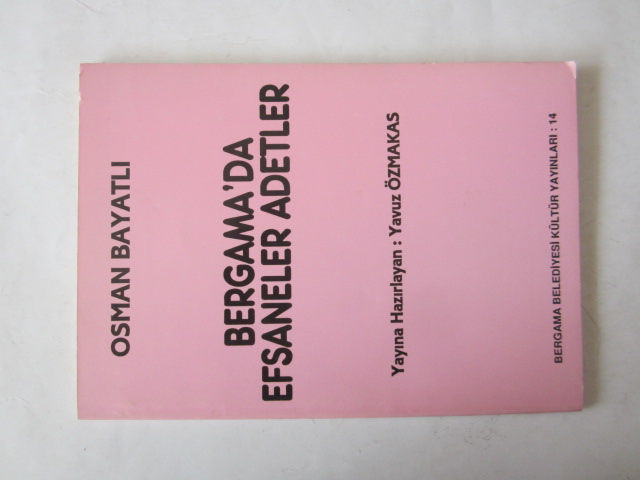 OSMAN BAYATLI
BERGAMA'DA
EFSANELER ADETLER
Yayına Hazırlayan : Yavuz ÖZMAKAS
BERGAMA BELEDİYESİ KÜLTÜR YAYINLARI : 14